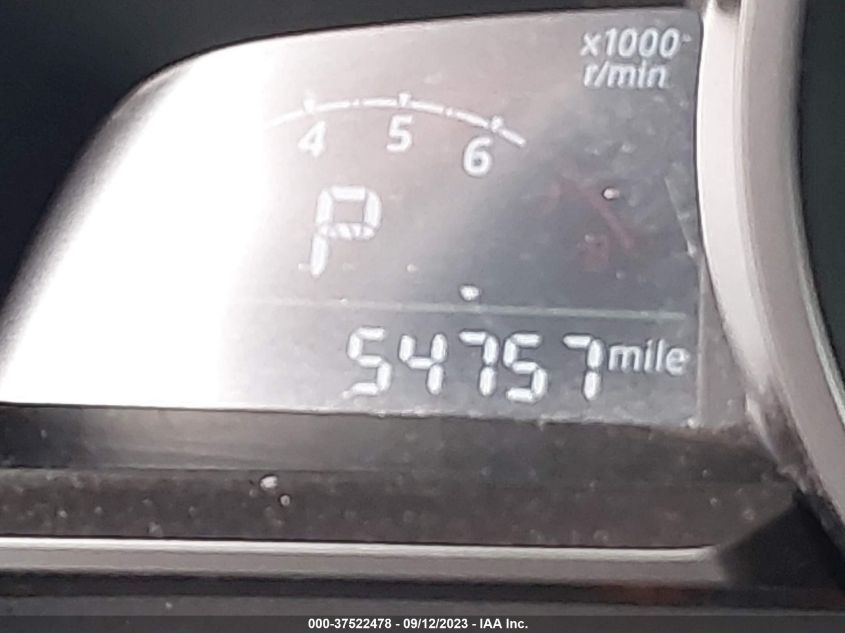 x1000
r/min
4 5 6
P
54757 mile
000-37522478 - 09/12/2023 - IAA Inc.